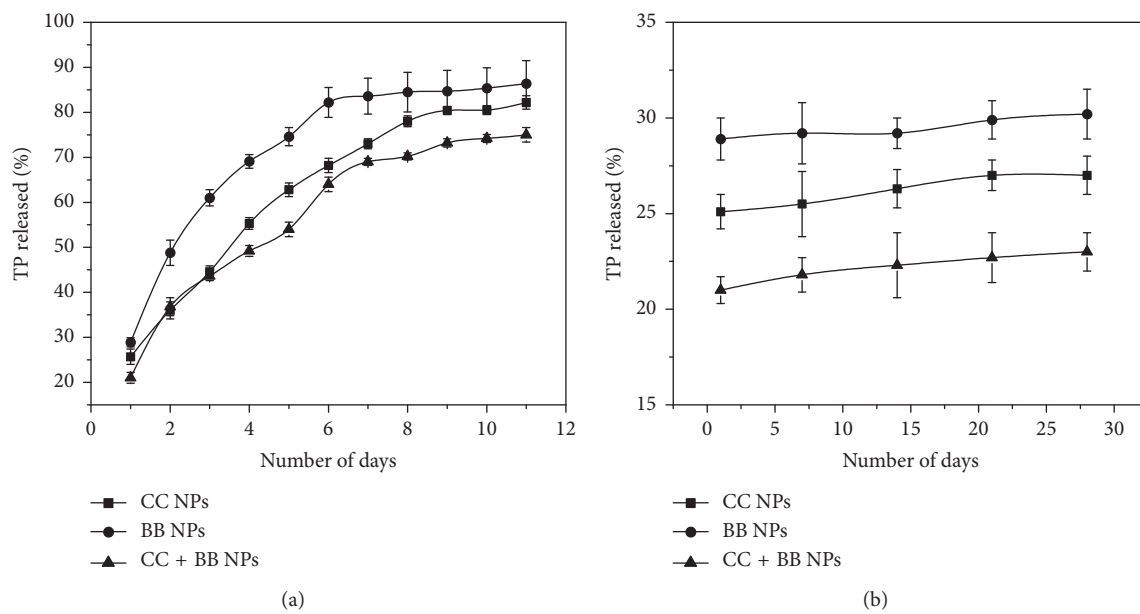 100
90
80
70
60
50
40
30
20
TP released (%)
0 2 4 6 8 10 12
Number of days
CC NPs
BB NPs
CC + BB NPs
(a)
35
30
25
20
15
TP released (%)
0 5 10 15 20 25 30
Number of days
CC NPs
BB NPs
CC + BB NPs
(b)